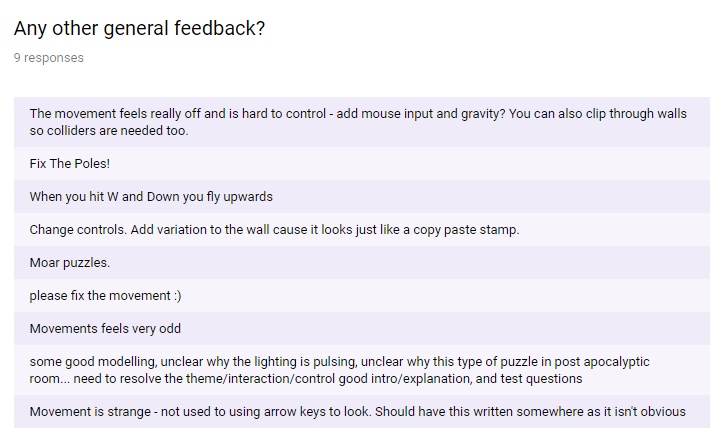 Any other general feedback?
9 responses
The movement feels really off and is hard to control - add mouse input and gravity? You can also clip through walls
so colliders are needed too.
Fix The Poles!
When you hit W and Down you fly upwards
Change controls. Add variation to the wall cause it looks just like a copy paste stamp.
Moar puzzles.
please fix the movement :)
Movements feels very odd
some good modelling, unclear why the lighting is pulsing, unclear why this type of puzzle in post apocalyptic
room... need to resolve the theme/interaction/control good intro/explanation, and test questions
Movement is strange - not used to using arrow keys to look. Should have this written somewhere as it isn't obvious